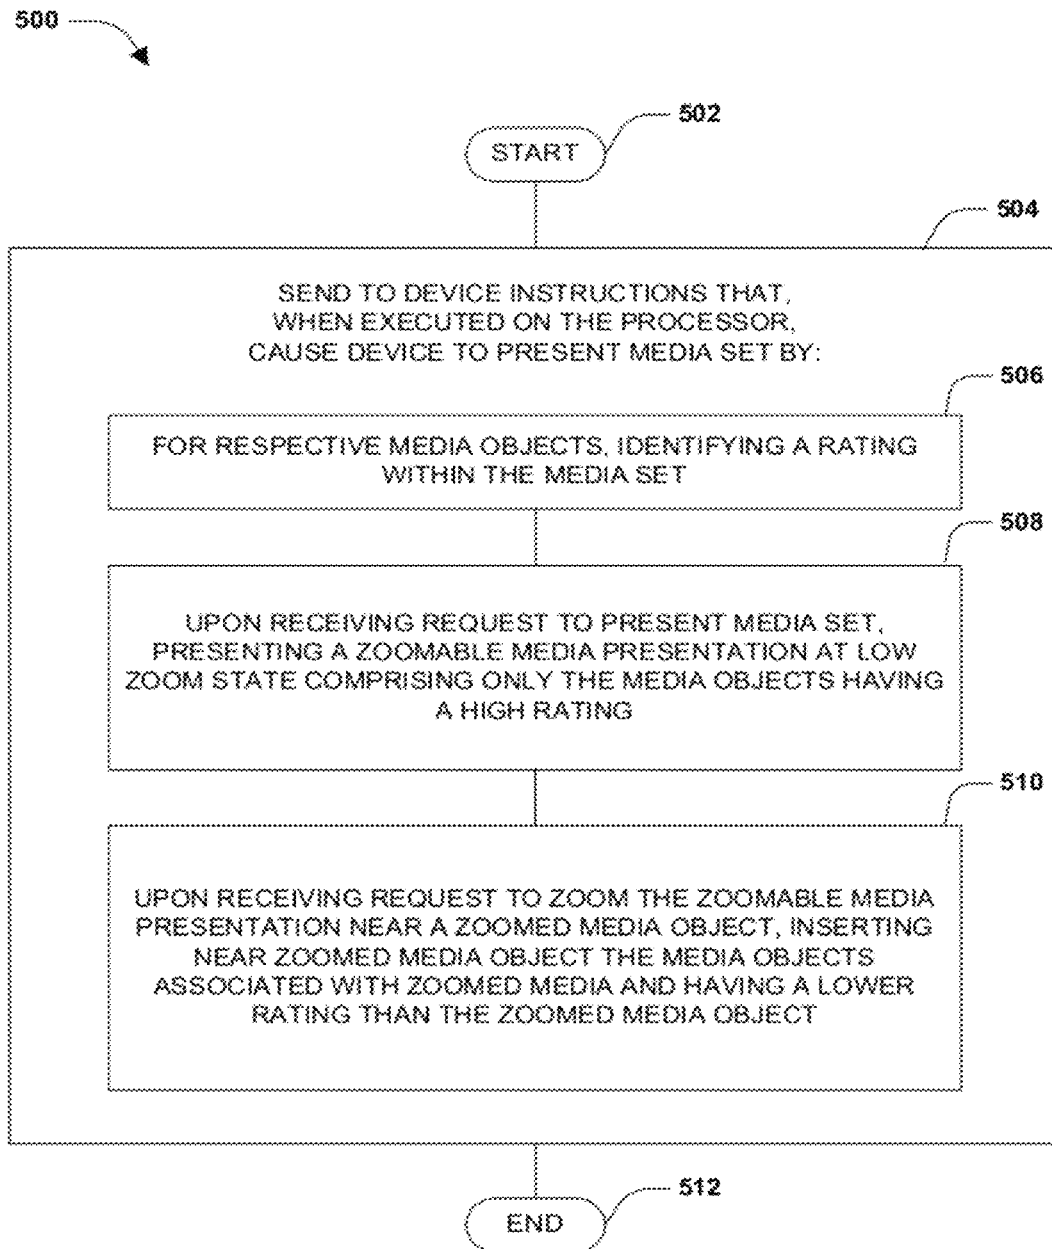 500
502
START
504
SEND TO DEVICE INSTRUCTIONS THAT,
WHEN EXECUTED ON THE PROCESSOR,
CAUSE DEVICE TO PRESENT MEDIA SET BY:
506
FOR RESPECTIVE MEDIA OBJECTS, IDENTIFYING A RATING
WITHIN THE MEDIA SET
508
UPON RECEIVING REQUEST TO PRESENT MEDIA SET,
PRESENTING A ZOOMABLE MEDIA PRESENTATION AT LOW
ZOOM STATE COMPRISING ONLY THE MEDIA OBJECTS HAVING
A HIGH RATING
510
UPON RECEIVING REQUEST TO ZOOM THE ZOOMABLE MEDIA
PRESENTATION NEAR A ZOOMED MEDIA OBJECT, INSERTING
NEAR ZOOMED MEDIA OBJECT THE MEDIA OBJECTS
ASSOCIATED WITH ZOOMED MEDIA AND HAVING A LOWER
RATING THAN THE ZOOMED MEDIA OBJECT
512
END